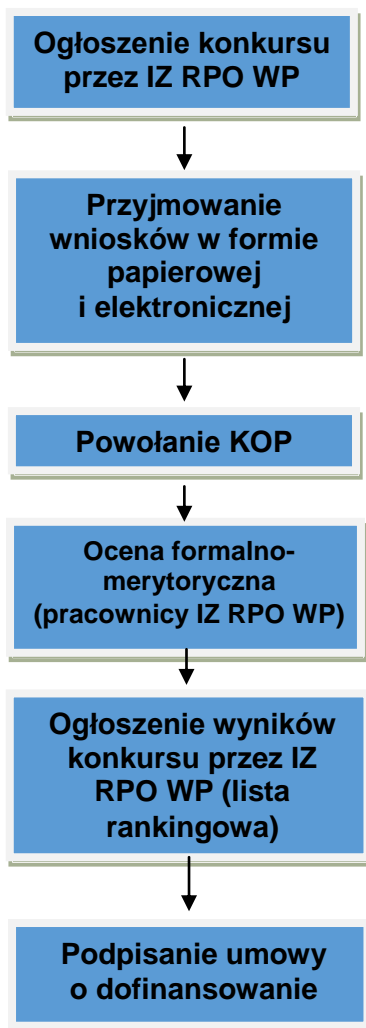 Ogłoszenie konkursu
przez IZ RPO WP
Przyjmowanie
wniosków w formie
papierowej
i elektronicznej
Powołanie KOP
Ocena formalno-
merytoryczna
(pracownicy IZ RPO WP)
Ogłoszenie wyników
konkursu przez IZ
RPO WP (lista
rankingowa)
Podpisanie umowy
o dofinansowanie